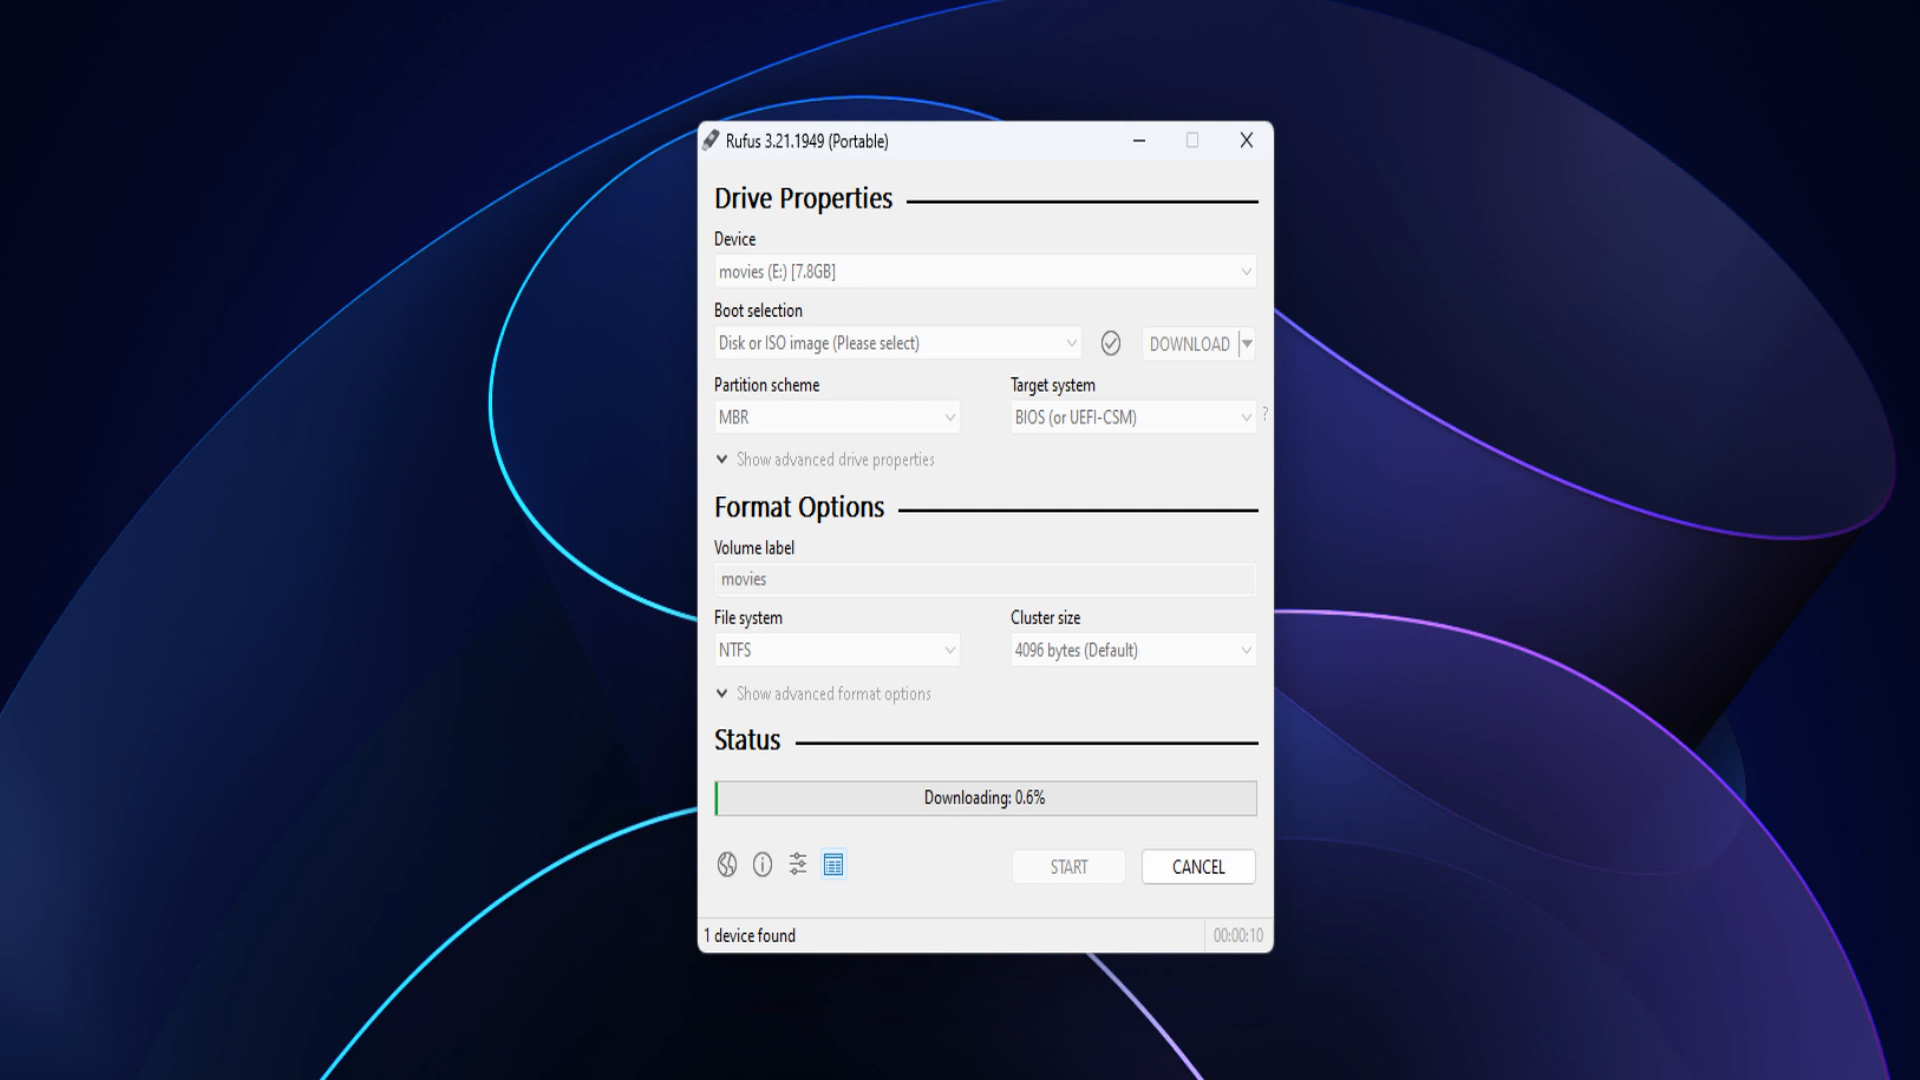 Rufus 3.21.1949 (Portable)
Drive Properties
Device
movies (E:) [7.8GB]
Boot selection
Disk or ISO image (Please select)
DOWNLOAD
Partition scheme
Target system
MBR
BIOS (or UEFI-CSM)
?
Show advanced drive properties
Format Options
Volume label
movies
File system
Cluster size
NTFS
4096 bytes (Default)
Show advanced format options
Status
Downloading: 0.6%
START
CANCEL
1 device found
00:00:10